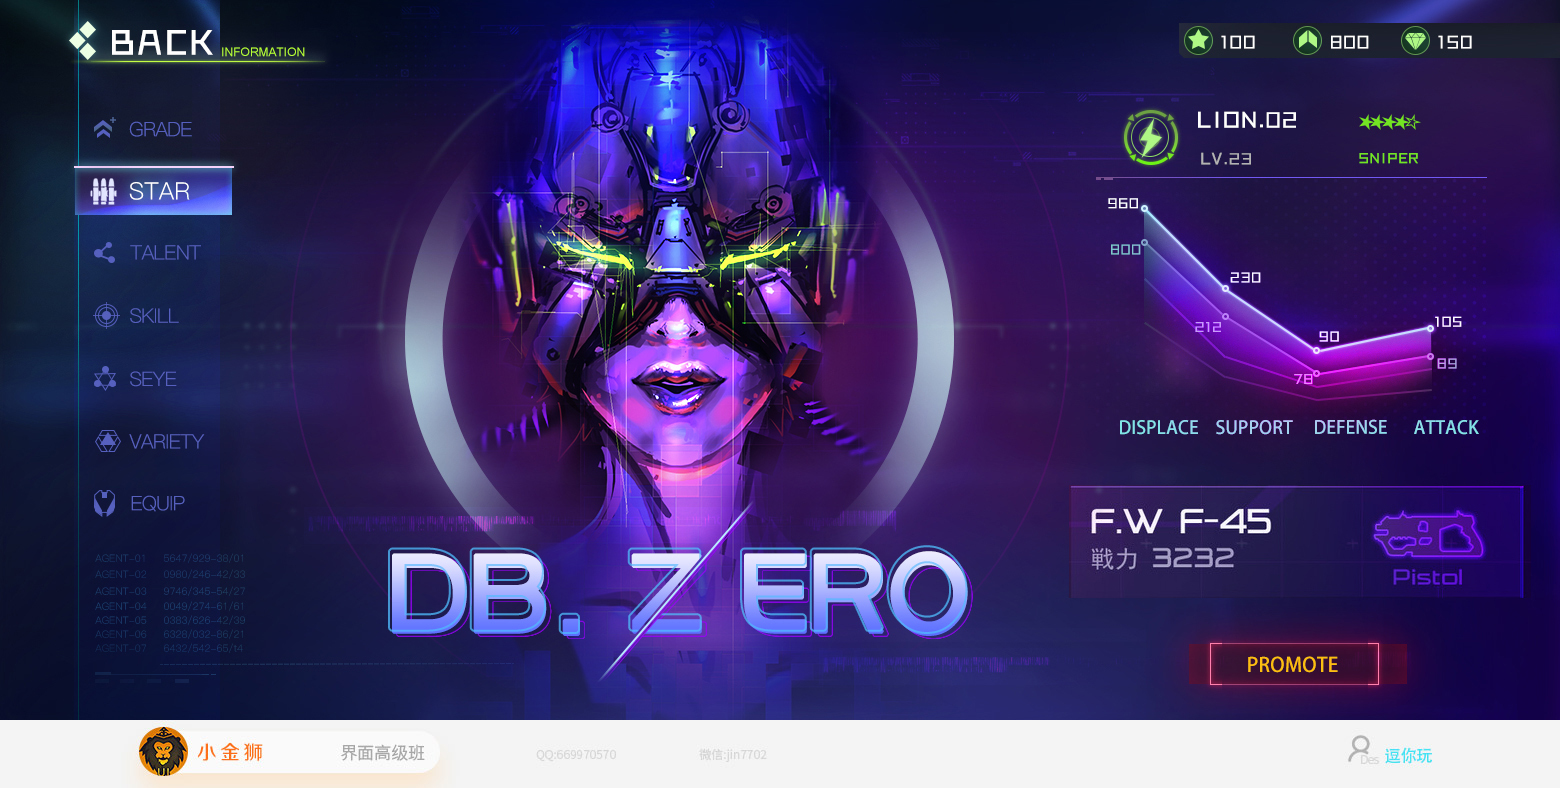 BACK INFORMATION
100 800 150
GRADE
STAR
TALENT
SKILL
SEYE
VARIETY
EQUIP
AGENT-01 5647/929-38/01
AGENT-02 0980/246-42/33
AGENT-03 9746/345-54/27
AGENT-04 0049/274-61/61
AGENT-05 0383/626-42/39
AGENT-06 6328/032-86/21
AGENT-07 6432/542-65/14
DB.ZERO
LION.02
LV.23
SNIPER
960
800
230
212
90
78
105
89
DISPLACE SUPPORT DEFENSE ATTACK
F.W F-45
戦力 3232
Pistol
PROMOTE
小金狮 界面高级班 QQ:669970570 微信:jin7702 Des 逗你玩